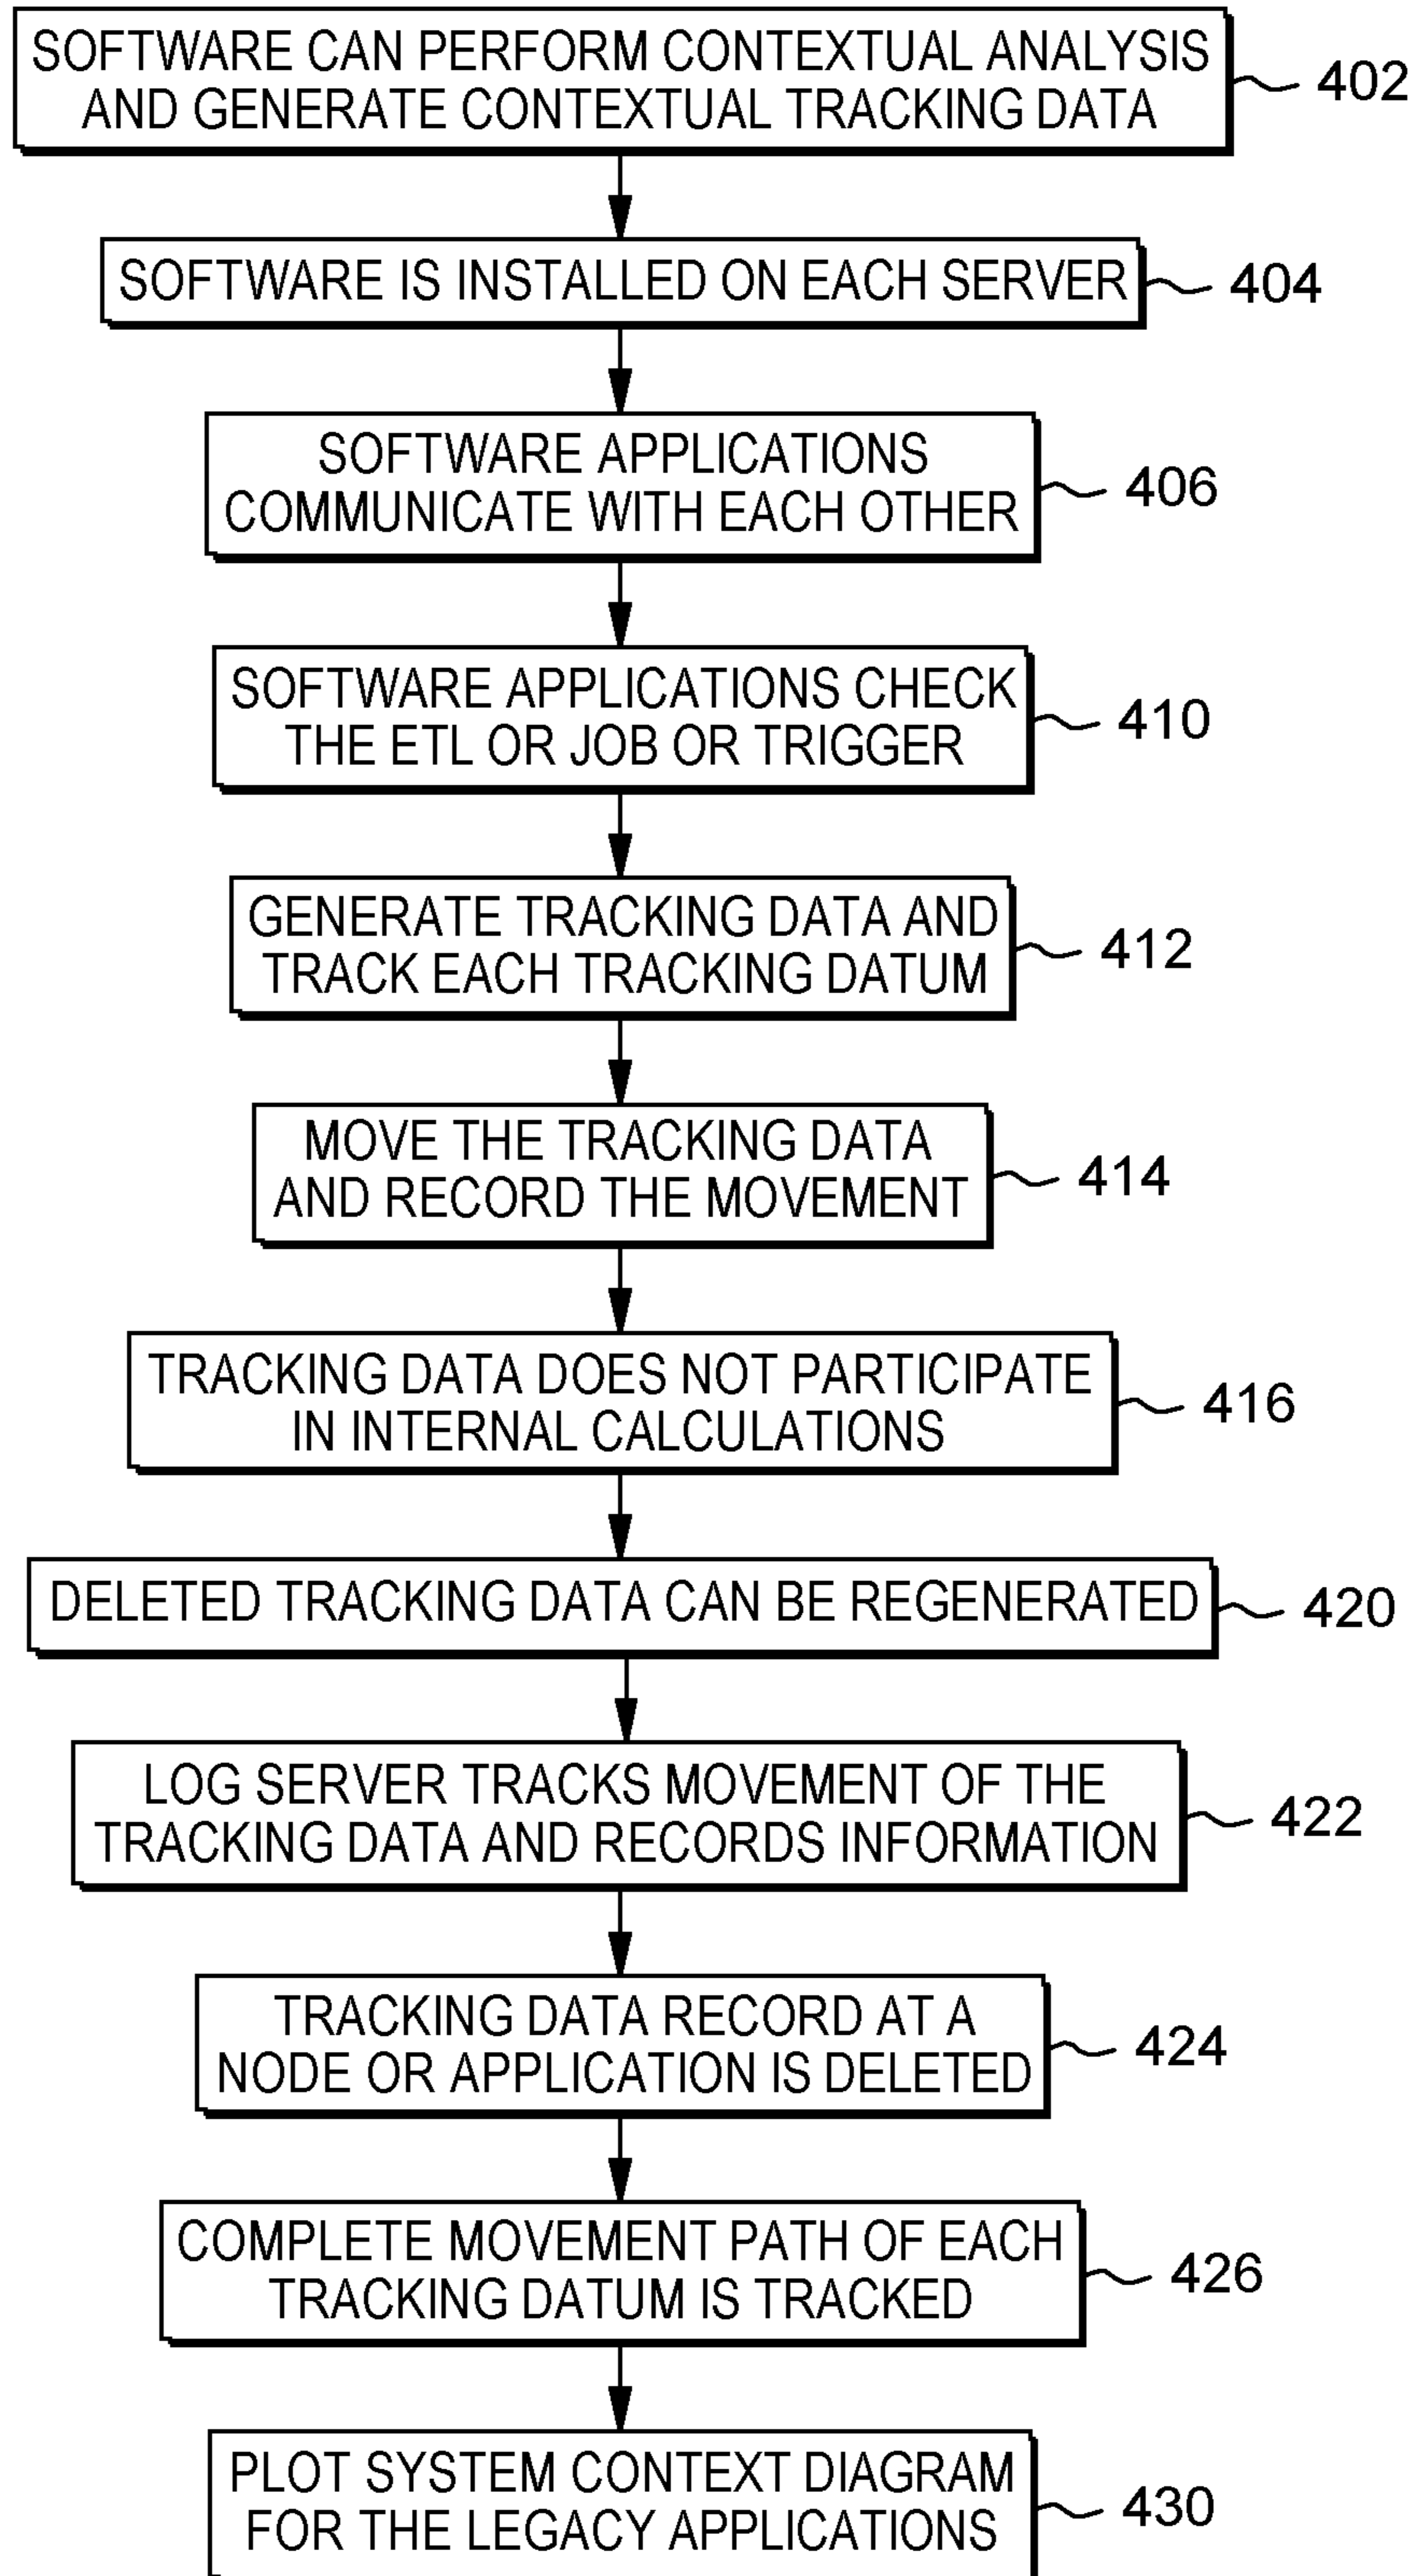 SOFTWARE CAN PERFORM CONTEXTUAL ANALYSIS
AND GENERATE CONTEXTUAL TRACKING DATA
402
SOFTWARE IS INSTALLED ON EACH SERVER
404
SOFTWARE APPLICATIONS
COMMUNICATE WITH EACH OTHER
406
SOFTWARE APPLICATIONS CHECK
THE ETL OR JOB OR TRIGGER
410
GENERATE TRACKING DATA AND
TRACK EACH TRACKING DATUM
412
MOVE THE TRACKING DATA
AND RECORD THE MOVEMENT
414
TRACKING DATA DOES NOT PARTICIPATE
IN INTERNAL CALCULATIONS
416
DELETED TRACKING DATA CAN BE REGENERATED
420
LOG SERVER TRACKS MOVEMENT OF THE
TRACKING DATA AND RECORDS INFORMATION
422
TRACKING DATA RECORD AT A
NODE OR APPLICATION IS DELETED
424
COMPLETE MOVEMENT PATH OF EACH
TRACKING DATUM IS TRACKED
426
PLOT SYSTEM CONTEXT DIAGRAM
FOR THE LEGACY APPLICATIONS
430